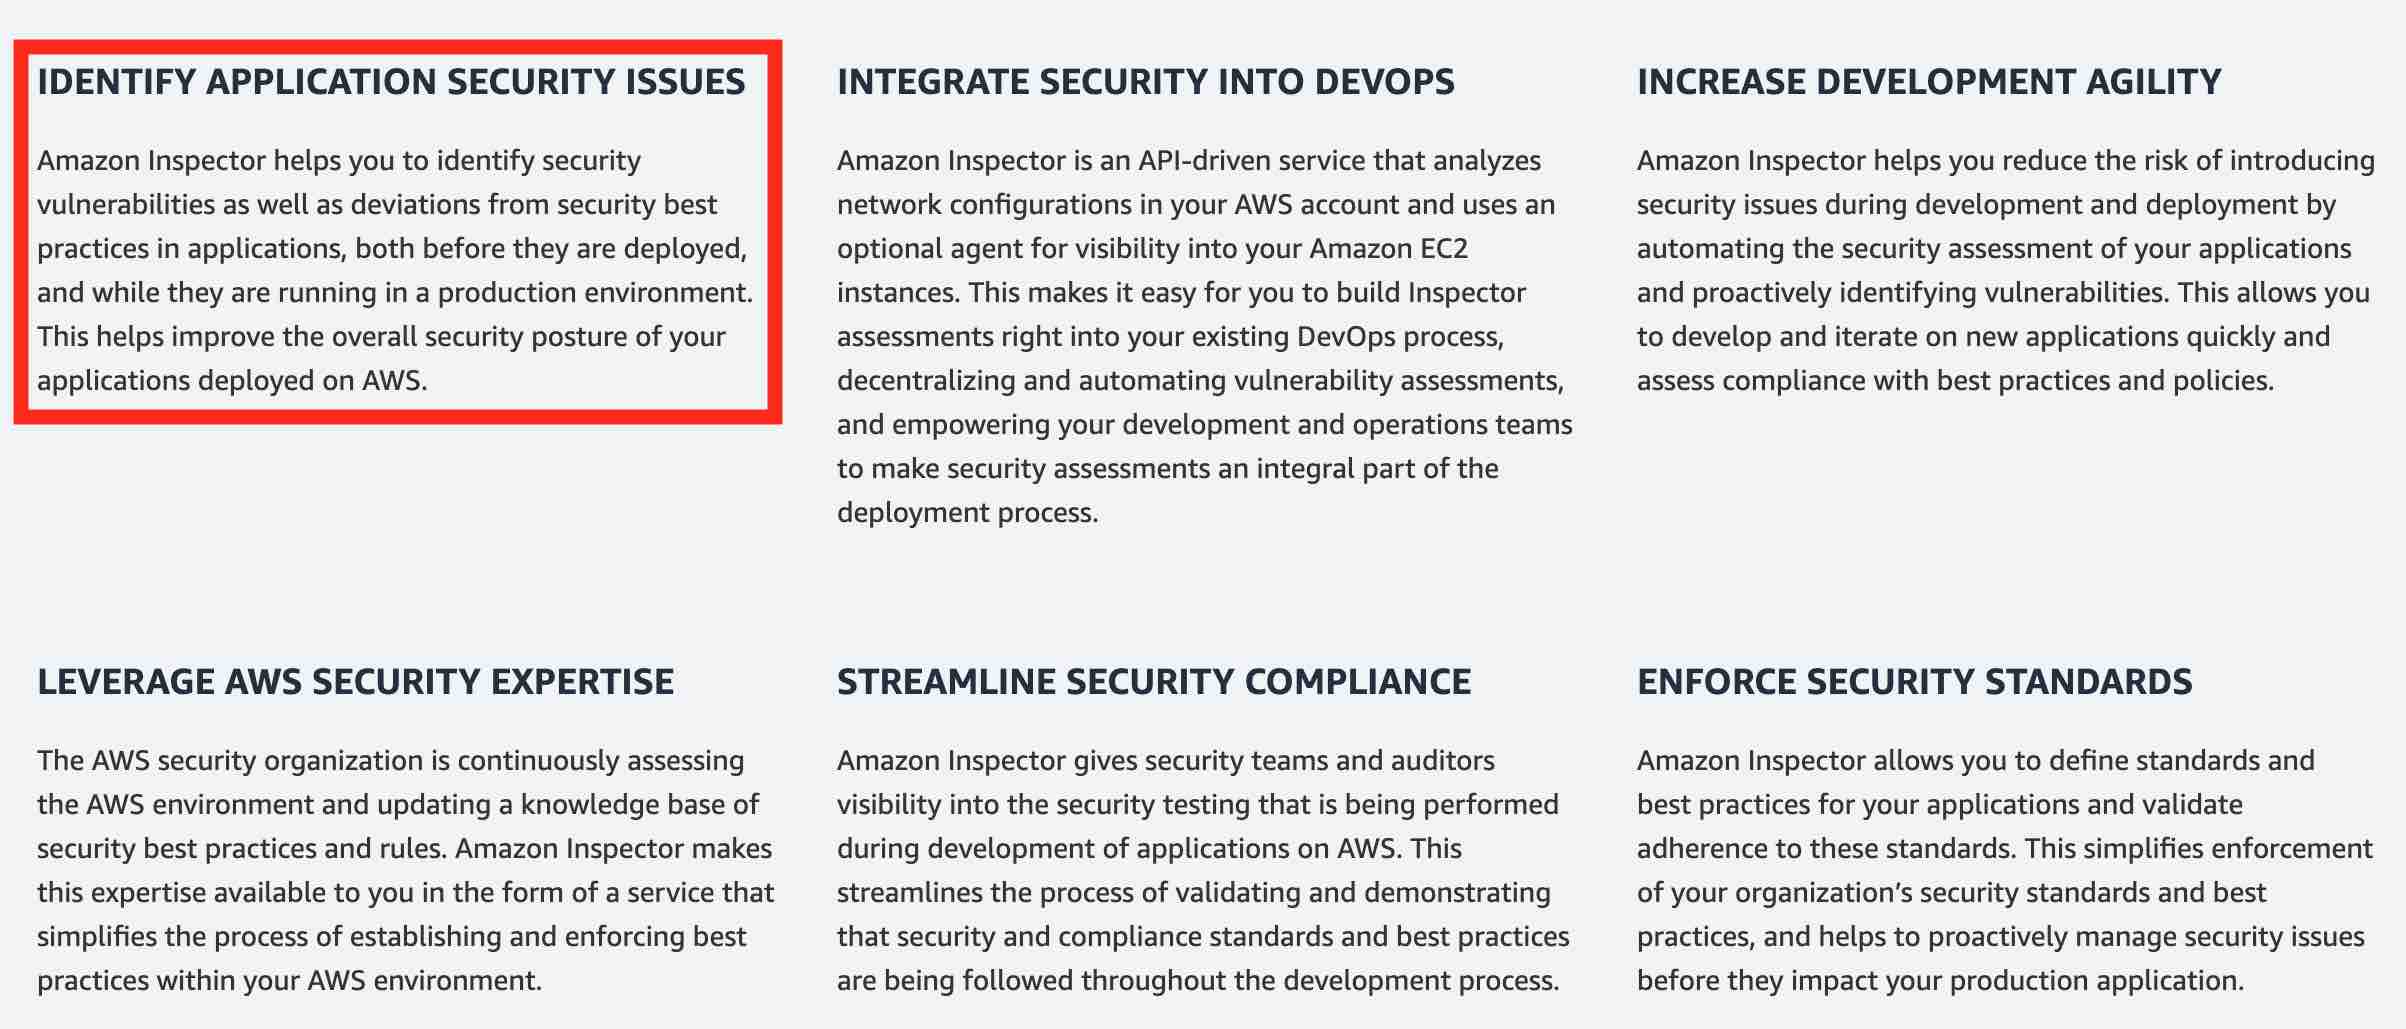 IDENTIFY APPLICATION SECURITY ISSUES
Amazon Inspector helps you to identify security
vulnerabilities as well as deviations from security best
practices in applications, both before they are deployed,
and while they are running in a production environment.
This helps improve the overall security posture of your
applications deployed on AWS.
INTEGRATE SECURITY INTO DEVOPS
Amazon Inspector is an API-driven service that analyzes
network configurations in your AWS account and uses an
optional agent for visibility into your Amazon EC2
instances. This makes it easy for you to build Inspector
assessments right into your existing DevOps process,
decentralizing and automating vulnerability assessments,
and empowering your development and operations teams
to make security assessments an integral part of the
deployment process.
INCREASE DEVELOPMENT AGILITY
Amazon Inspector helps you reduce the risk of introducing
security issues during development and deployment by
automating the security assessment of your applications
and proactively identifying vulnerabilities. This allows you
to develop and iterate on new applications quickly and
assess compliance with best practices and policies.
LEVERAGE AWS SECURITY EXPERTISE
The AWS security organization is continuously assessing
the AWS environment and updating a knowledge base of
security best practices and rules. Amazon Inspector makes
this expertise available to you in the form of a service that
simplifies the process of establishing and enforcing best
practices within your AWS environment.
STREAMLINE SECURITY COMPLIANCE
Amazon Inspector gives security teams and auditors
visibility into the security testing that is being performed
during development of applications on AWS. This
streamlines the process of validating and demonstrating
that security and compliance standards and best practices
are being followed throughout the development process.
ENFORCE SECURITY STANDARDS
Amazon Inspector allows you to define standards and
best practices for your applications and validate
adherence to these standards. This simplifies enforcement
of your organization’s security standards and best
practices, and helps to proactively manage security issues
before they impact your production application.